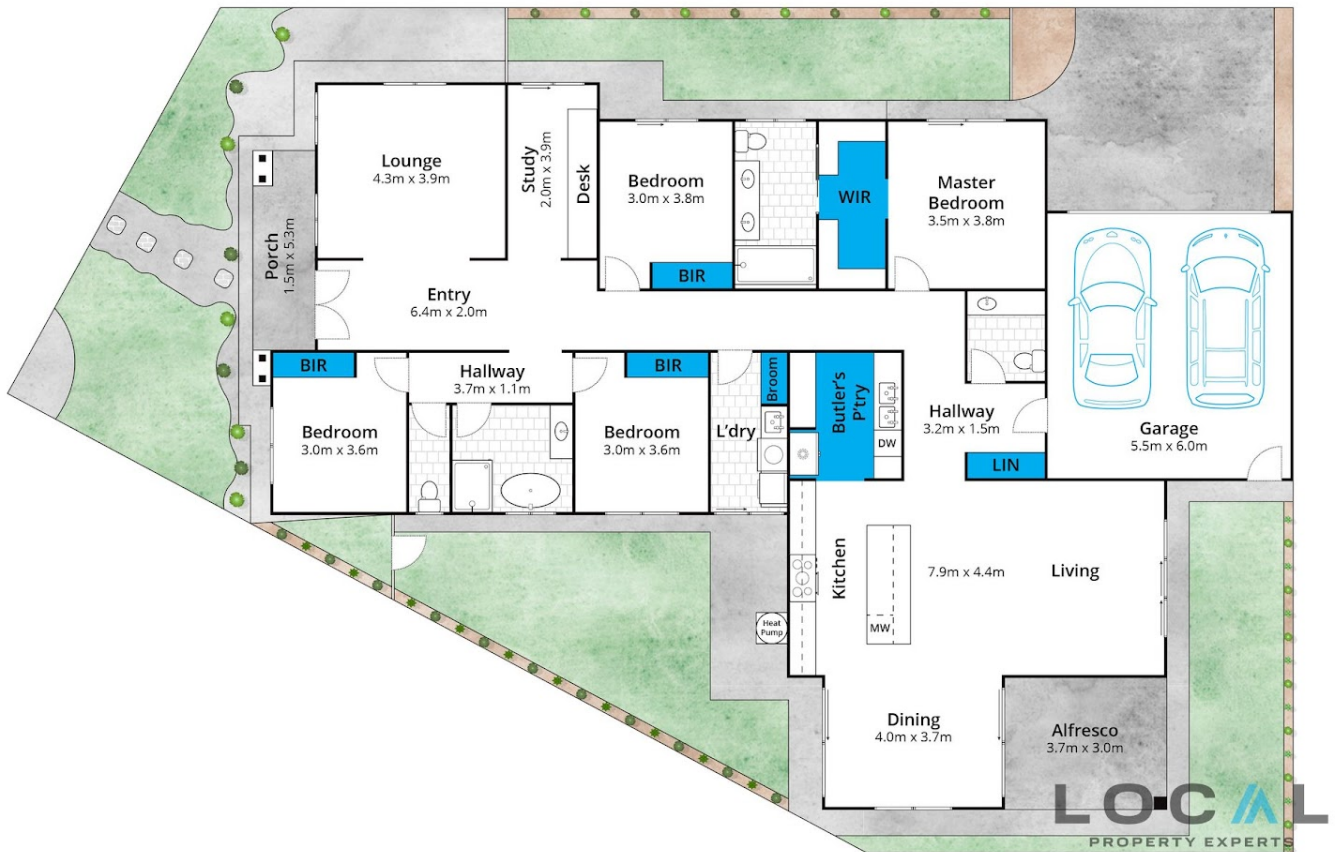 Lounge
4.3m x 3.9m
Study
2.0m x 3.9m
Desk
Bedroom
3.0m x 3.8m
BIR
WIR
Master
Bedroom
3.5m x 3.8m
Porch
1.5m x 5.3m
Entry
6.4m x 2.0m
BIR
Hallway
3.7m x 1.1m
BIR
Broom
Butler's
P'try
DW
Hallway
3.2m x 1.5m
LIN
Garage
5.5m x 6.0m
Bedroom
3.0m x 3.6m
Bedroom
3.0m x 3.6m
L'dry
Kitchen
7.9m x 4.4m
Living
MW
Heat
Pump
Dining
4.0m x 3.7m
Alfresco
3.7m x 3.0m
LOCAL
PROPERTY EXPERTS